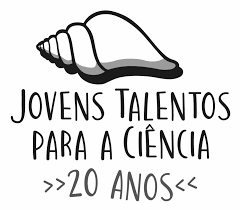 JOVENS TALENTOS
PARA A CIÊNCIA
>>20 ANOS<<